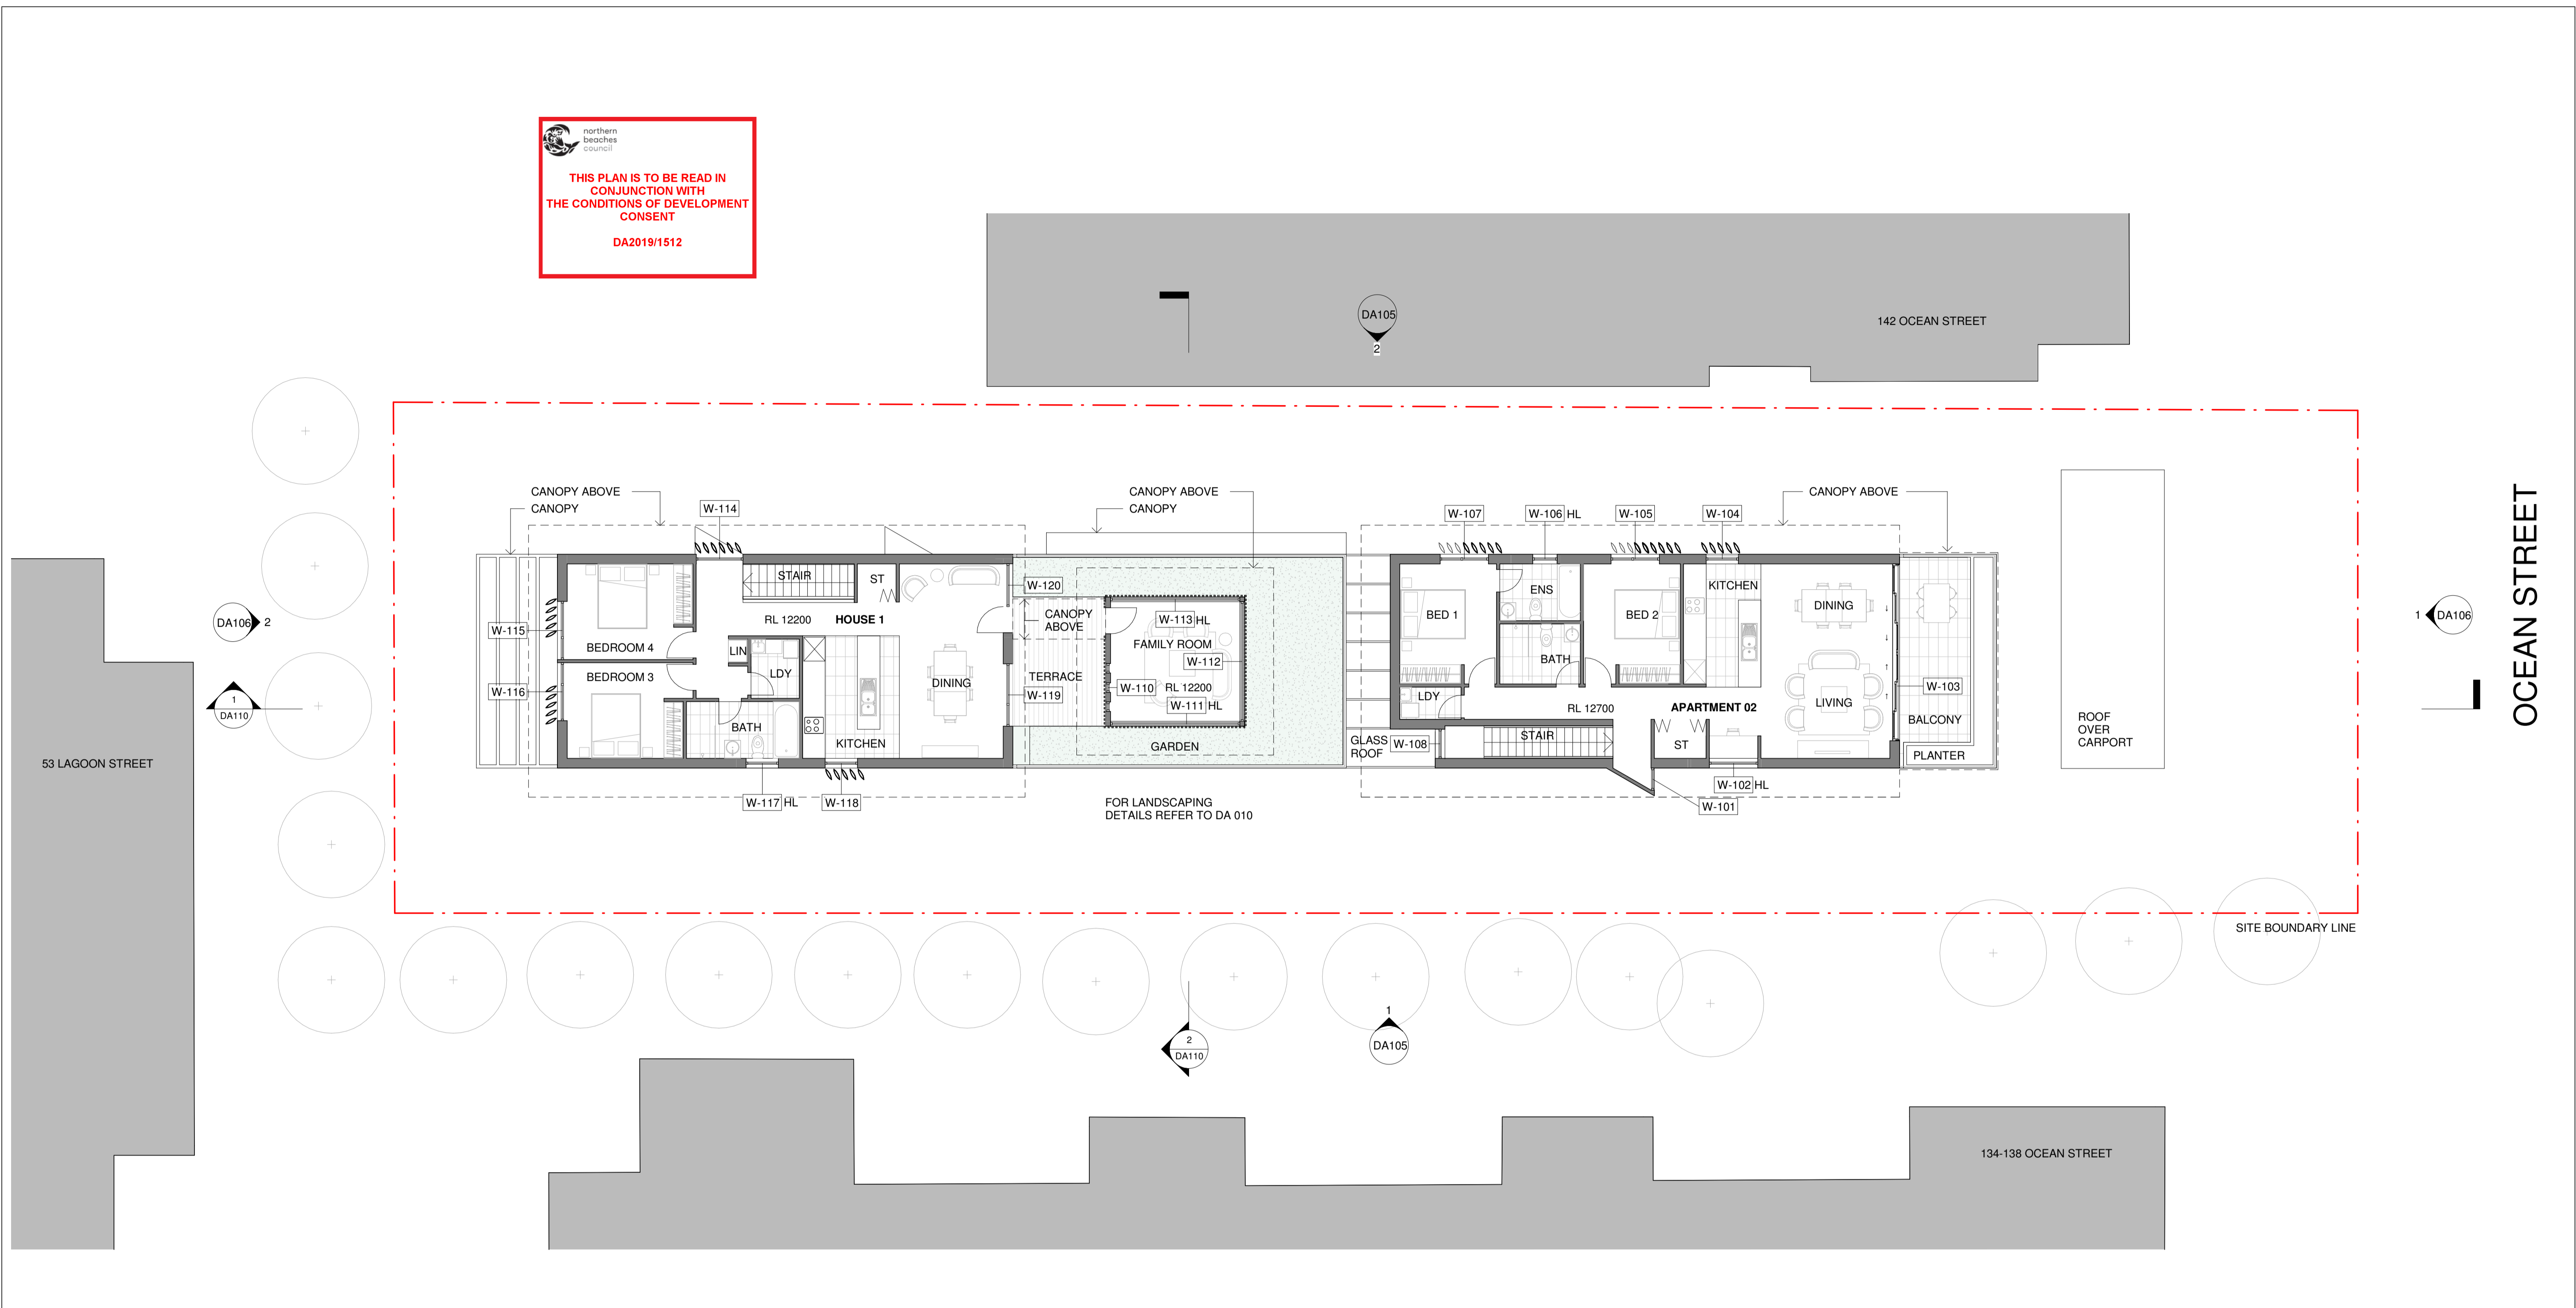 northern
beaches
council
THIS PLAN IS TO BE READ IN
CONJUNCTION WITH
THE CONDITIONS OF DEVELOPMENT
CONSENT
DA2019/1512
DA105
2
142 OCEAN STREET
CANOPY ABOVE
CANOPY
W-114
CANOPY ABOVE
CANOPY
W-107
W-106 HL
W-105
W-104
CANOPY ABOVE
OCEAN STREET
STAIR
ST
W-120
RL 12200
HOUSE 1
CANOPY
ABOVE
W-113 HL
FAMILY ROOM
W-112
W-110
RL 12200
W-111 HL
TERRACE
W-119
GARDEN
DA106
2
W-115
BEDROOM 4
LIN
LDY
BEDROOM 3
W-116
BATH
DINING
KITCHEN
1
DA110
53 LAGOON STREET
W-117 HL
W-118
BED 1
ENS
BATH
BED 2
KITCHEN
DINING
LDY
RL 12700
APARTMENT 02
LIVING
W-103
BALCONY
PLANTER
GLASS
ROOF
W-108
STAIR
ST
W-102 HL
W-101
ROOF
OVER
CARPORT
1
DA106
FOR LANDSCAPING
DETAILS REFER TO DA 010
SITE BOUNDARY LINE
2
DA110
1
DA105
134-138 OCEAN STREET